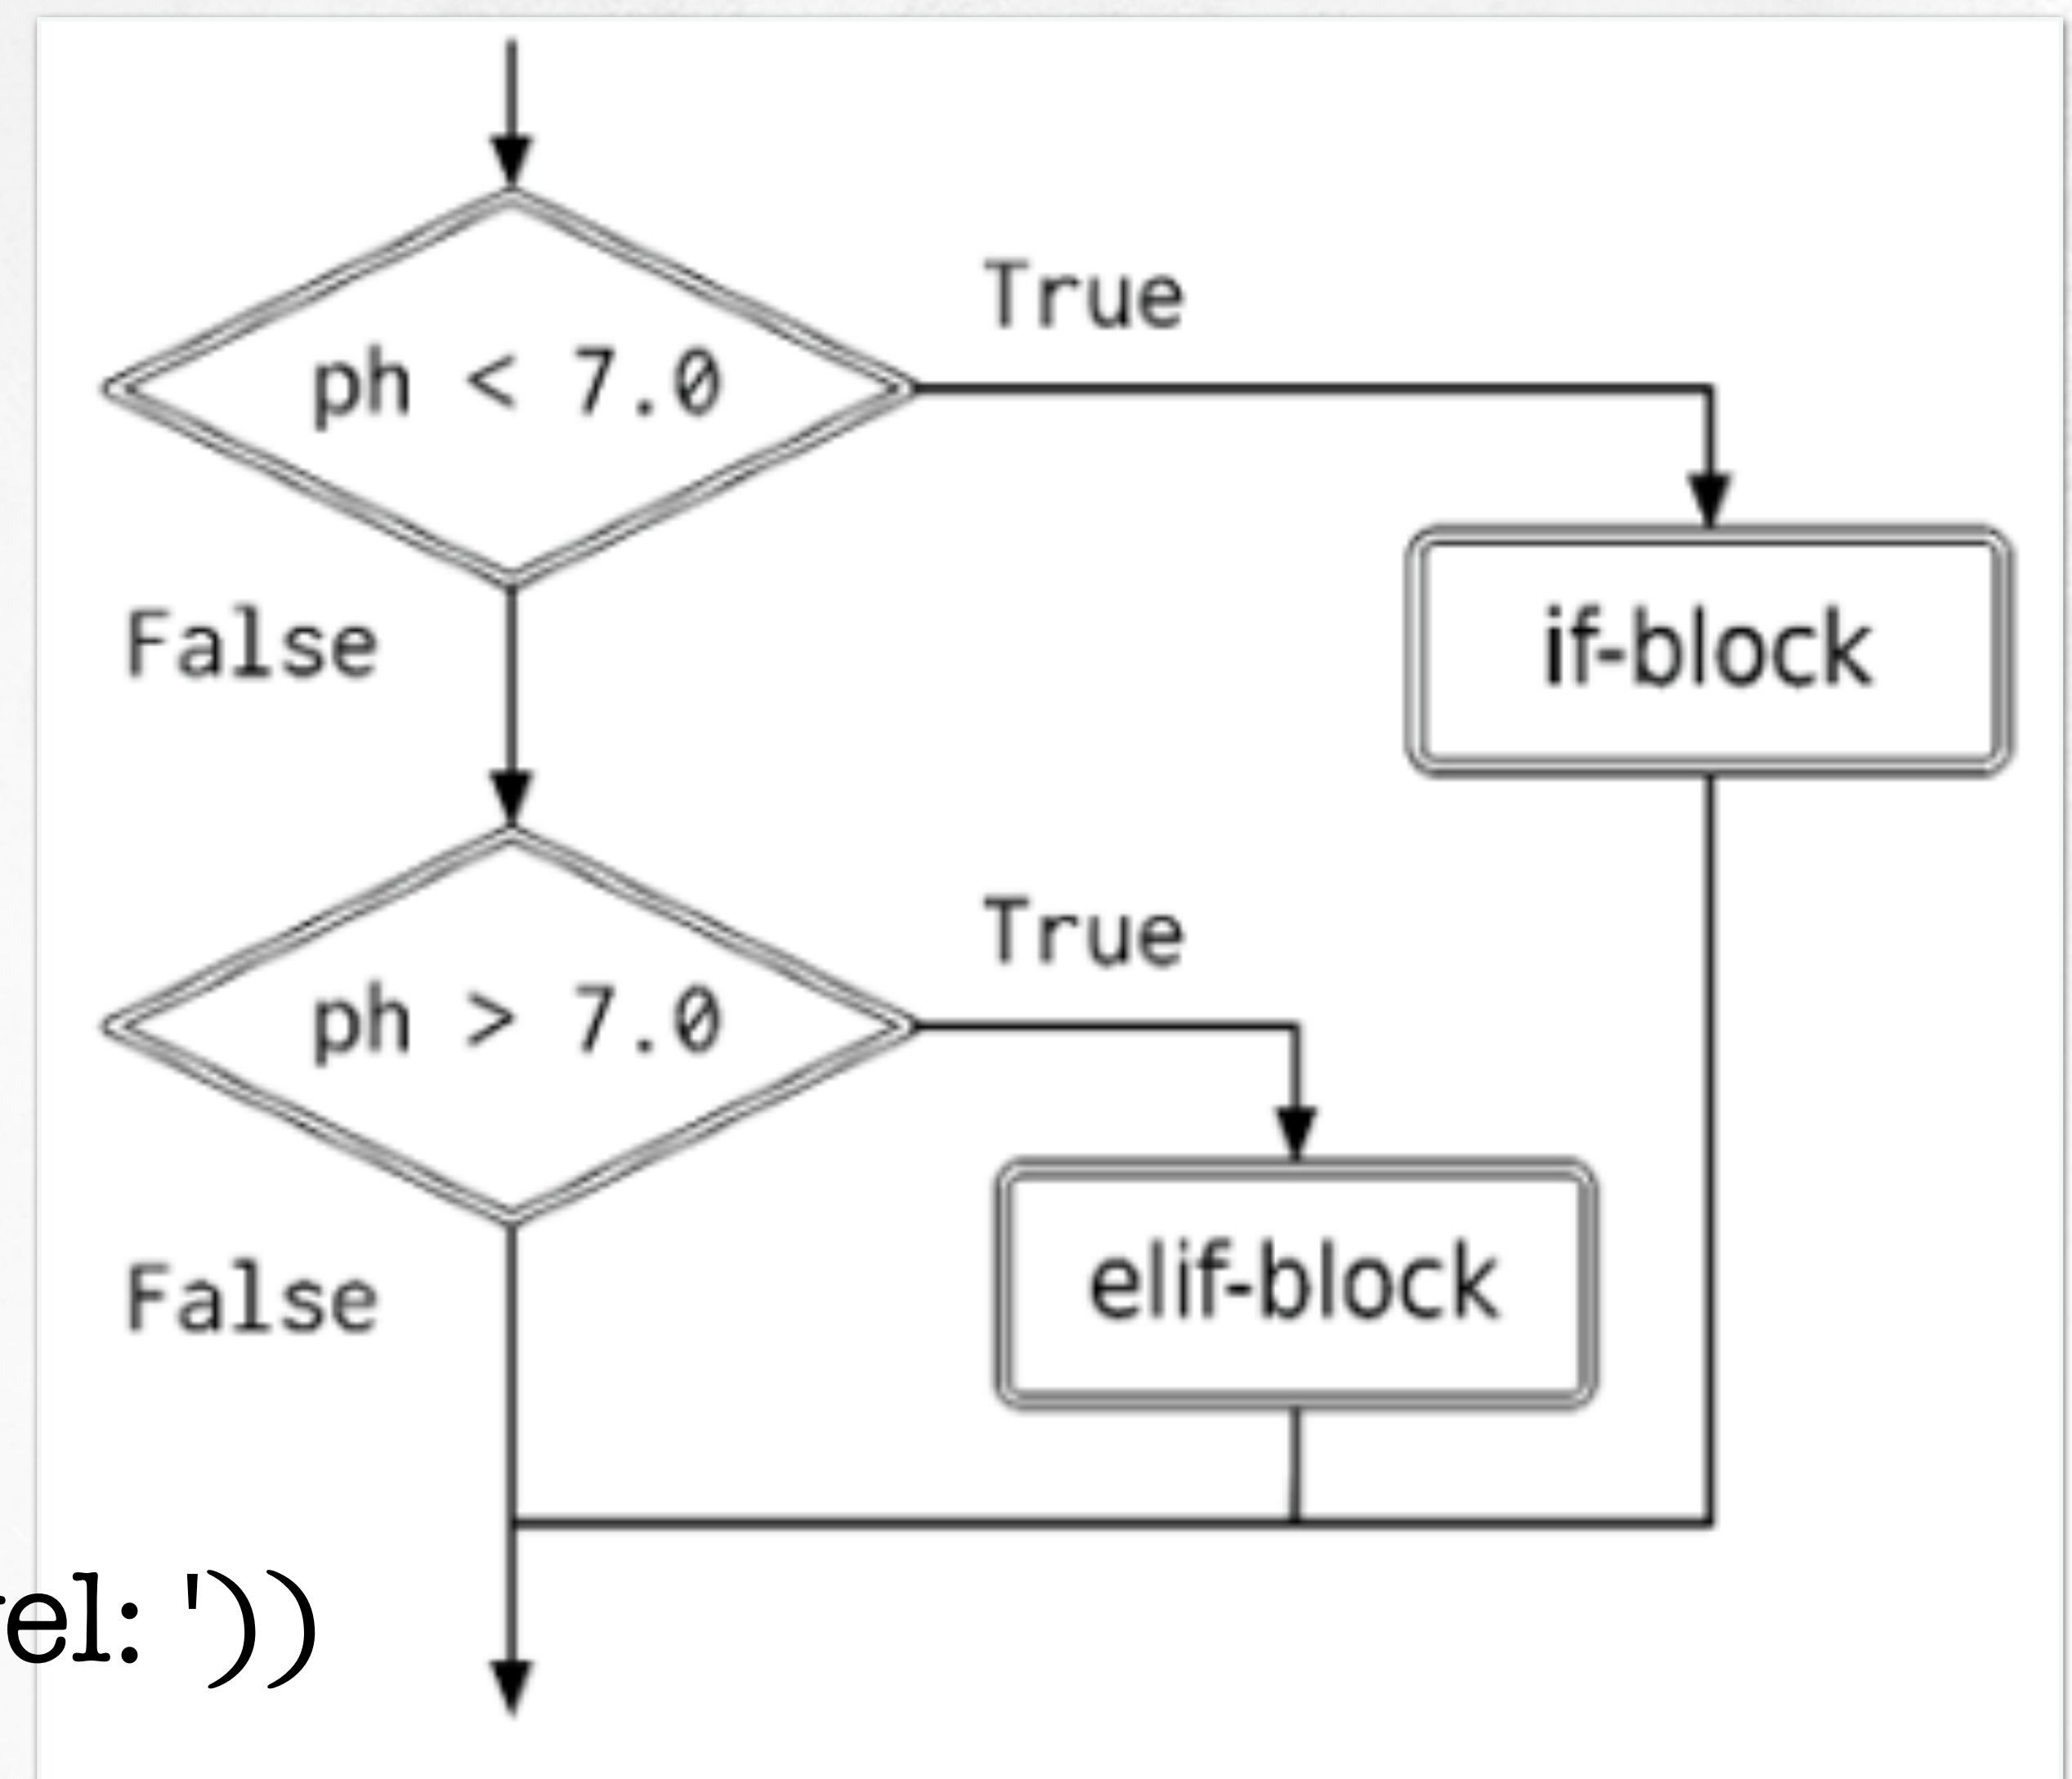 True
ph < 7.0
if-block
False
True
ph > 7.0
elif-block
False
el: '))